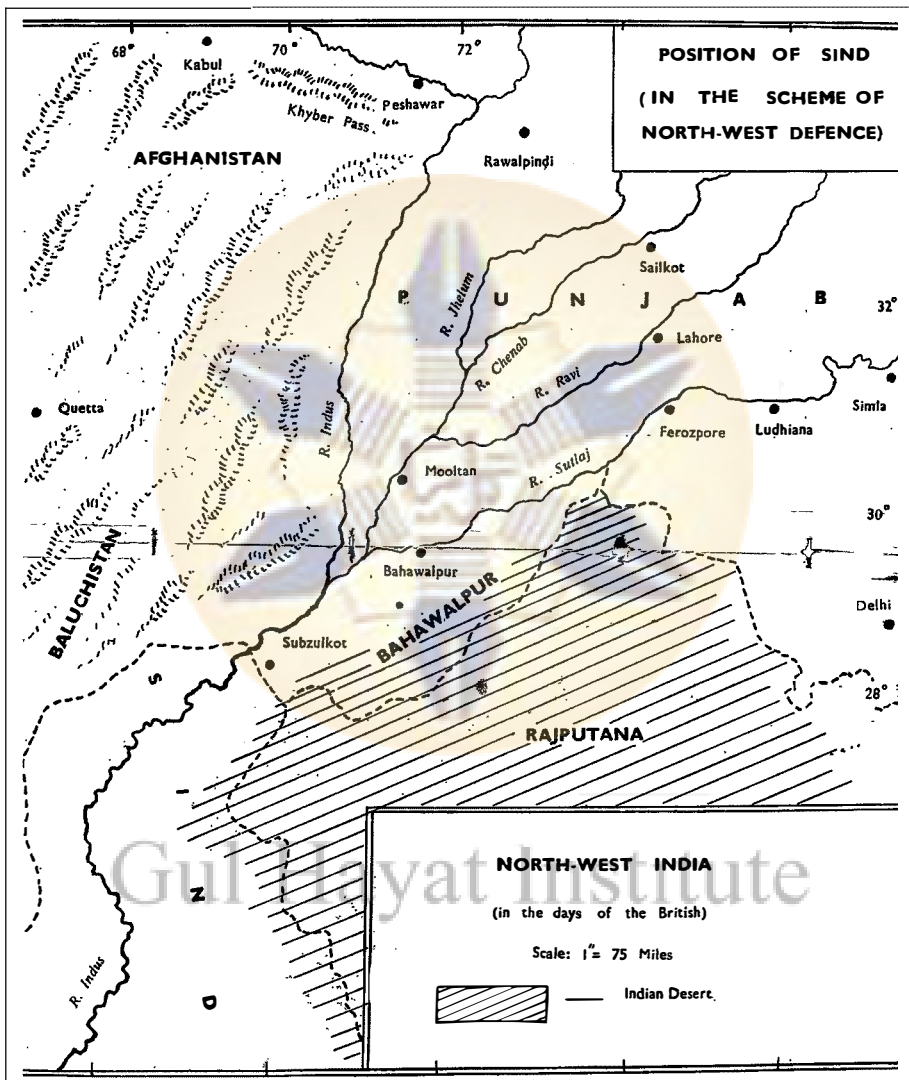 68°
70°
72°
POSITION OF SIND
(IN THE SCHEME OF
NORTH-WEST DEFENCE)
Kabul
Peshawar
Khyber Pass
AFGHANISTAN
Rawalpindi
Sailkot
R. Jhelum
PUNJAB
32°
R. Chenab
Lahore
R. Ravi
Simla
Quetta
R. Indus
Ferozpore
Ludhiana
Mooltan
R. Sutlaj
30°
Bahawalpur
BALUCHISTAN
BAHAWALPUR
Delhi
Subzulkot
28°
SIND
RAJPUTANA
Gul Hayat Institute
NORTH-WEST INDIA
(in the days of the British)
Scale: 1"= 75 Miles
Indian Desert.
R. Indus